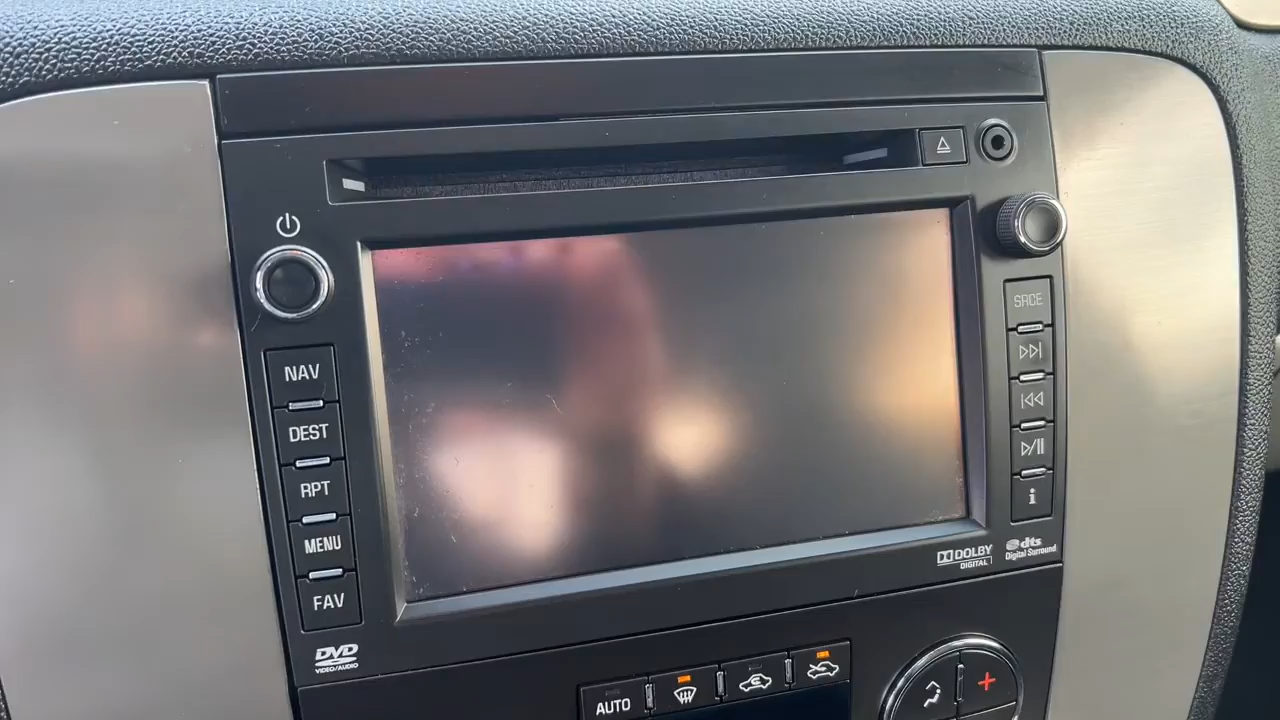 NAV
DEST
RPT
MENU
FAV
DVD
VIDEO/AUDIO
SRCE
i
DOLBY
DIGITAL
dts
Digital Surround
AUTO